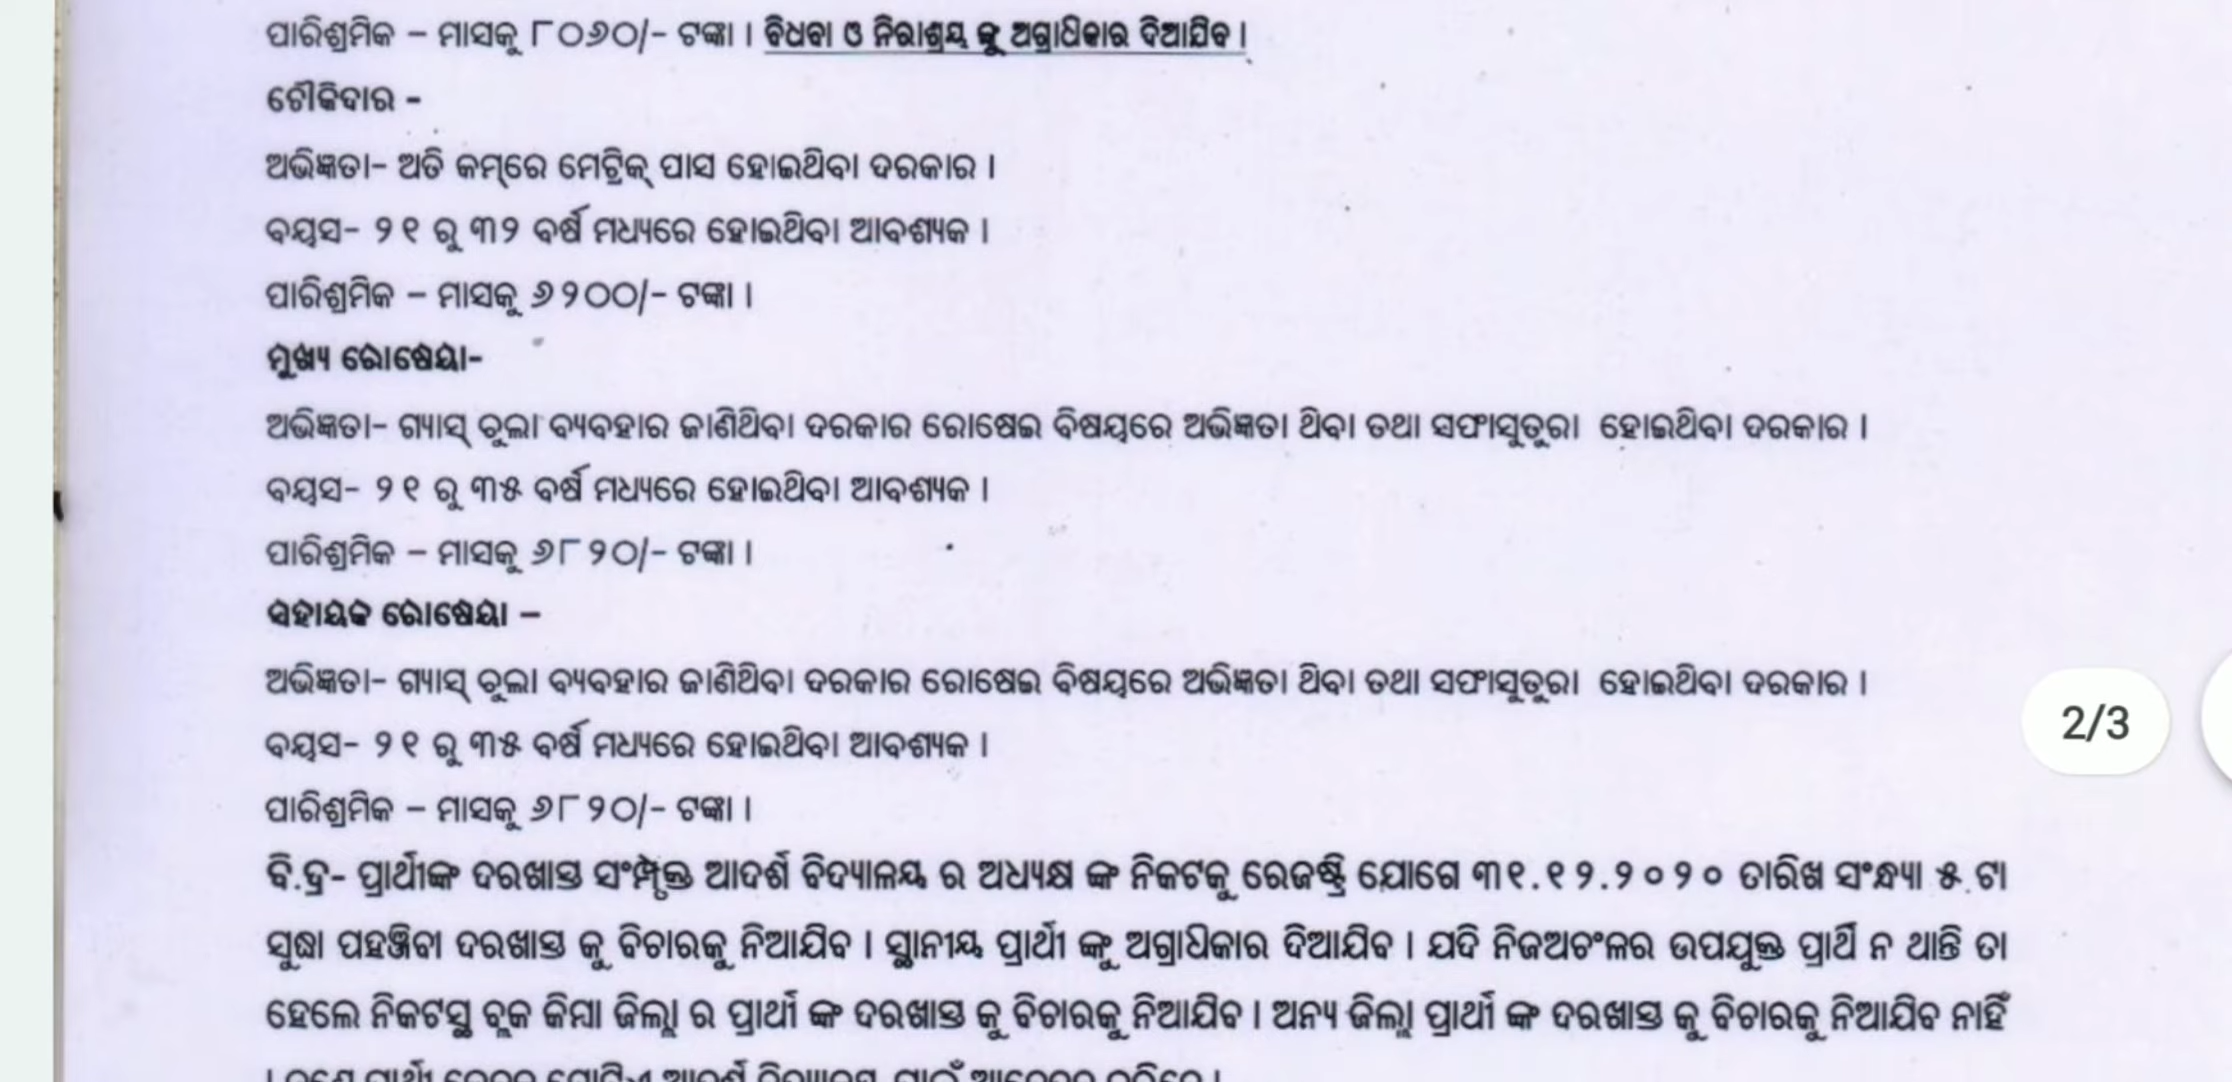 ପାରିଶ୍ରମିକ – ମାସକୁ ୮୦୬୦/- ଟଙ୍କା । ବିଧବା ଓ ନିରାଶ୍ରୟ ଙ୍କୁ ଅଗ୍ରାଧିକାର ଦିଆଯିବ ।
ଚୌକିଦାର -
ଅଭିଜ୍ଞତା- ଅତି କମ୍‌ରେ ମେଟ୍ରିକ୍ ପାସ ହୋଇଥିବା ଦରକାର ।
ବୟସ- ୨୧ ରୁ ୩୨ ବର୍ଷ ମଧ୍ୟରେ ହୋଇଥିବା ଆବଶ୍ୟକ ।
ପାରିଶ୍ରମିକ – ମାସକୁ ୬୨୦୦/- ଟଙ୍କା ।
ମୁଖ୍ୟ ରୋଷେୟା-
ଅଭିଜ୍ଞତା- ଗ୍ୟାସ୍ ଚୁଲା ବ୍ୟବହାର ଜାଣିଥିବା ଦରକାର ରୋଷେଇ ବିଷୟରେ ଅଭିଜ୍ଞତା ଥିବା ତଥା ସଫାସୁତୁରା ହୋଇଥିବା ଦରକାର ।
ବୟସ- ୨୧ ରୁ ୩୫ ବର୍ଷ ମଧ୍ୟରେ ହୋଇଥିବା ଆବଶ୍ୟକ ।
ପାରିଶ୍ରମିକ – ମାସକୁ ୬୮୨୦/- ଟଙ୍କା ।
ସହାୟକ ରୋଷେୟା –
ଅଭିଜ୍ଞତା- ଗ୍ୟାସ୍ ଚୁଲା ବ୍ୟବହାର ଜାଣିଥିବା ଦରକାର ରୋଷେଇ ବିଷୟରେ ଅଭିଜ୍ଞତା ଥିବା ତଥା ସଫାସୁତୁରା ହୋଇଥିବା ଦରକାର ।
2/3
ବୟସ- ୨୧ ରୁ ୩୫ ବର୍ଷ ମଧ୍ୟରେ ହୋଇଥିବା ଆବଶ୍ୟକ ।
ପାରିଶ୍ରମିକ – ମାସକୁ ୬୮୨୦/- ଟଙ୍କା ।
ବି.ଦ୍ର- ପ୍ରାର୍ଥୀଙ୍କ ଦରଖାସ୍ତ ସଂମ୍ପୃକ୍ତ ଆଦର୍ଶ ବିଦ୍ୟାଳୟ ର ଅଧ୍ୟକ୍ଷ ଙ୍କ ନିକଟକୁ ରେଜଷ୍ଟ୍ରି ଯୋଗେ ୩୧.୧୨.୨୦୨୦ ତାରିଖ ସଂନ୍ଧ୍ୟା ୫ ଟା
ସୁଦ୍ଧା ପହଞ୍ଜିବା ଦରଖାସ୍ତ କୁ ବିଚାରକୁ ନିଆଯିବ । ସ୍ଥାନୀୟ ପ୍ରାର୍ଥୀ ଙ୍କୁ ଅଗ୍ରାଧିକାର ଦିଆଯିବ । ଯଦି ନିଜଅଚଂଳର ଉପଯୁକ୍ତ ପ୍ରାର୍ଥି ନ ଥାନ୍ତି ତା
ହେଲେ ନିକଟସ୍ଥ ବ୍ଲକ କିମ୍ବା ଜିଲ୍ଲା ର ପ୍ରାର୍ଥୀ ଙ୍କ ଦରଖାସ୍ତ କୁ ବିଚାରକୁ ନିଆଯିବ । ଅନ୍ୟ ଜିଲ୍ଲା ପ୍ରାର୍ଥୀ ଙ୍କ ଦରଖାସ୍ତ କୁ ବିଚାରକୁ ନିଆଯିବ ନାହିଁ